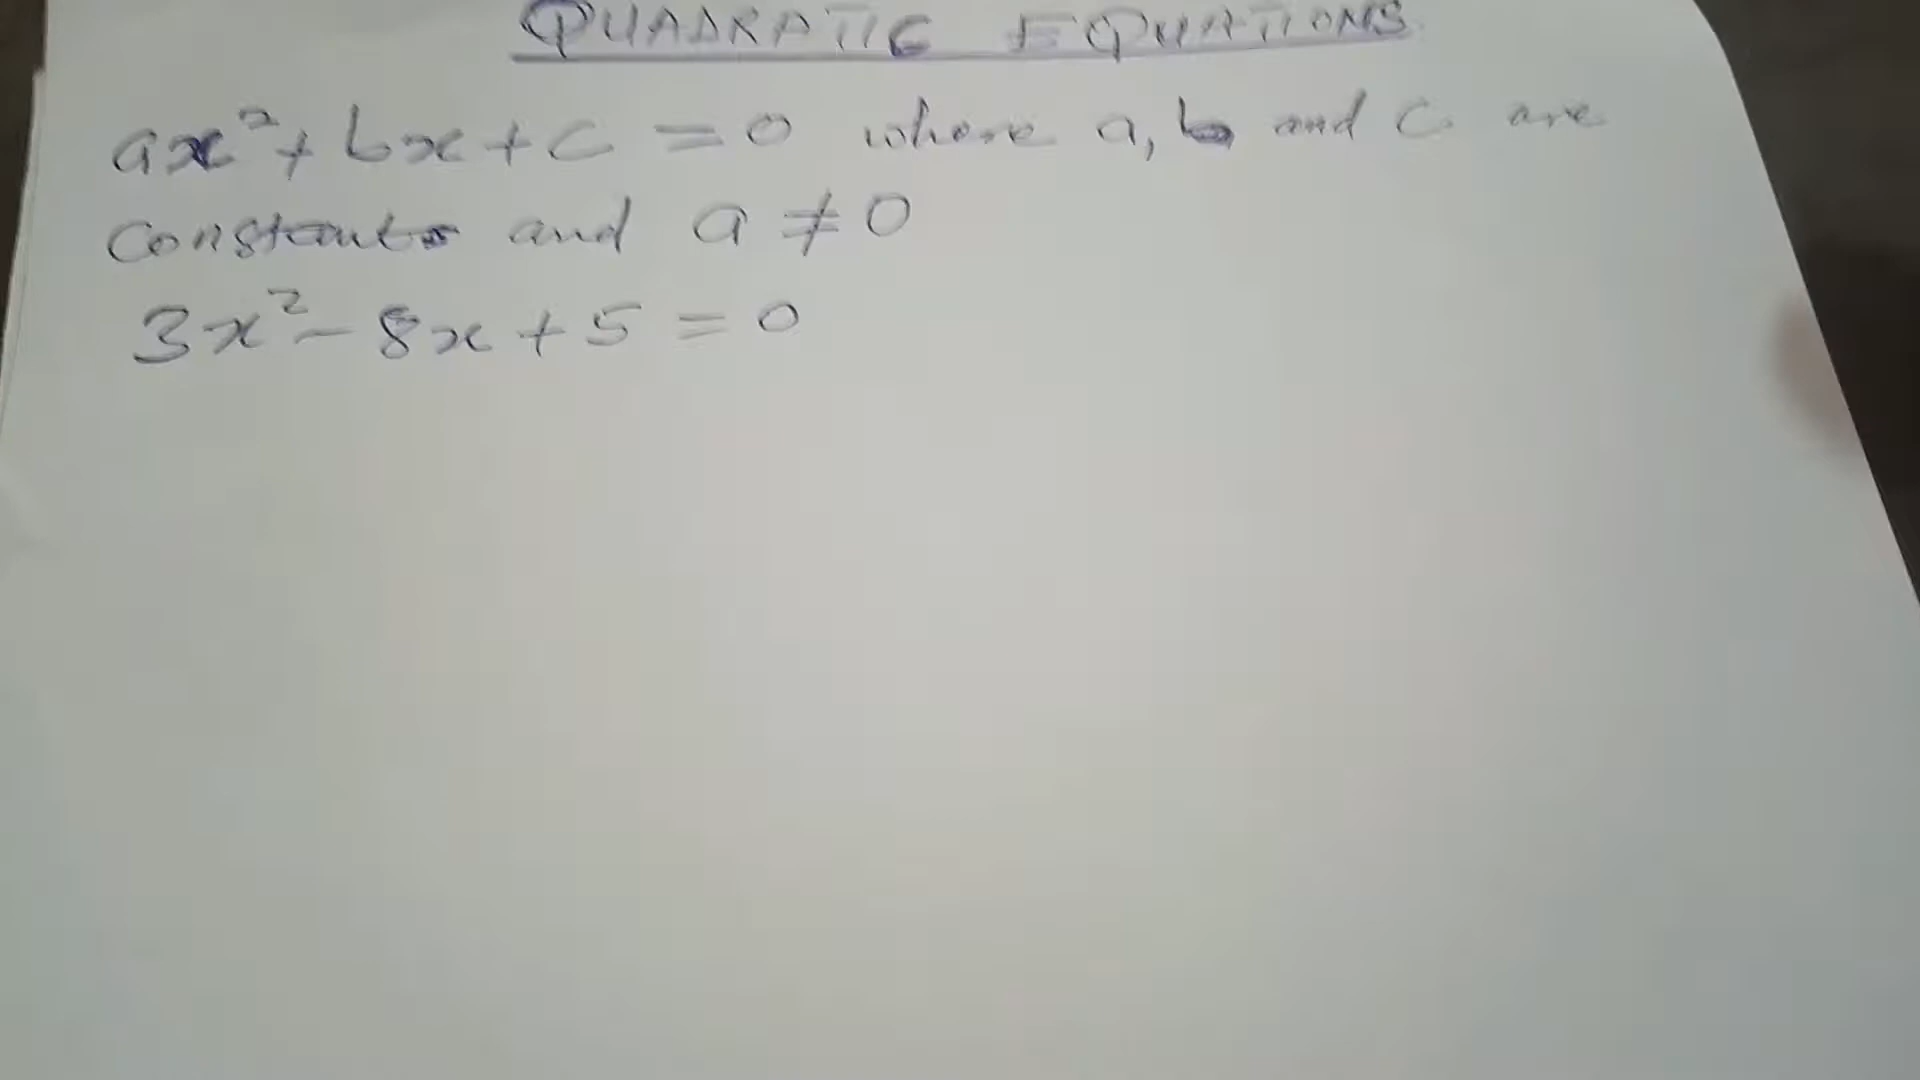 QUADRATIC EQUATIONS
ax² + bx + c = 0 where a, b and c are
constants and a ≠ 0
3x² - 8x + 5 = 0